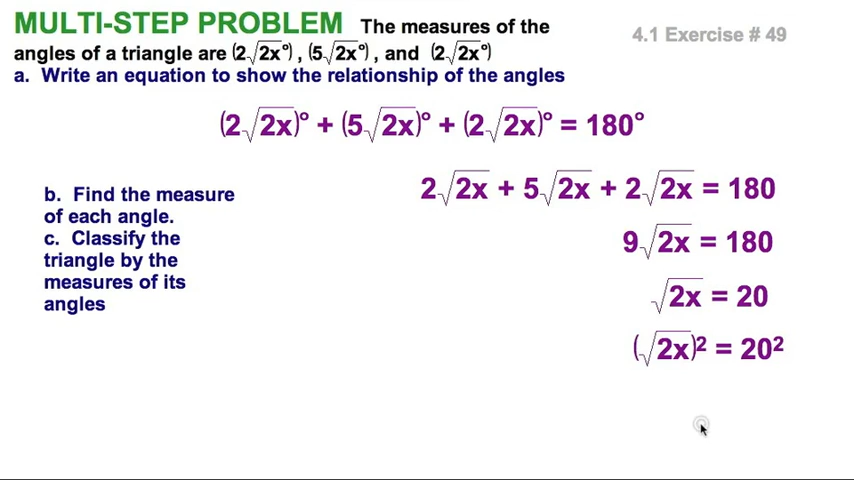 MULTI-STEP PROBLEM The measures of the
4.1 Exercise # 49
angles of a triangle are (2√2x°) , (5√2x°) , and (2√2x°)
a. Write an equation to show the relationship of the angles
(2√2x)° + (5√2x)° + (2√2x)° = 180°
2√2x + 5√2x + 2√2x = 180
b. Find the measure
of each angle.
c. Classify the
triangle by the
measures of its
angles
9√2x = 180
√2x = 20
(√2x)² = 20²